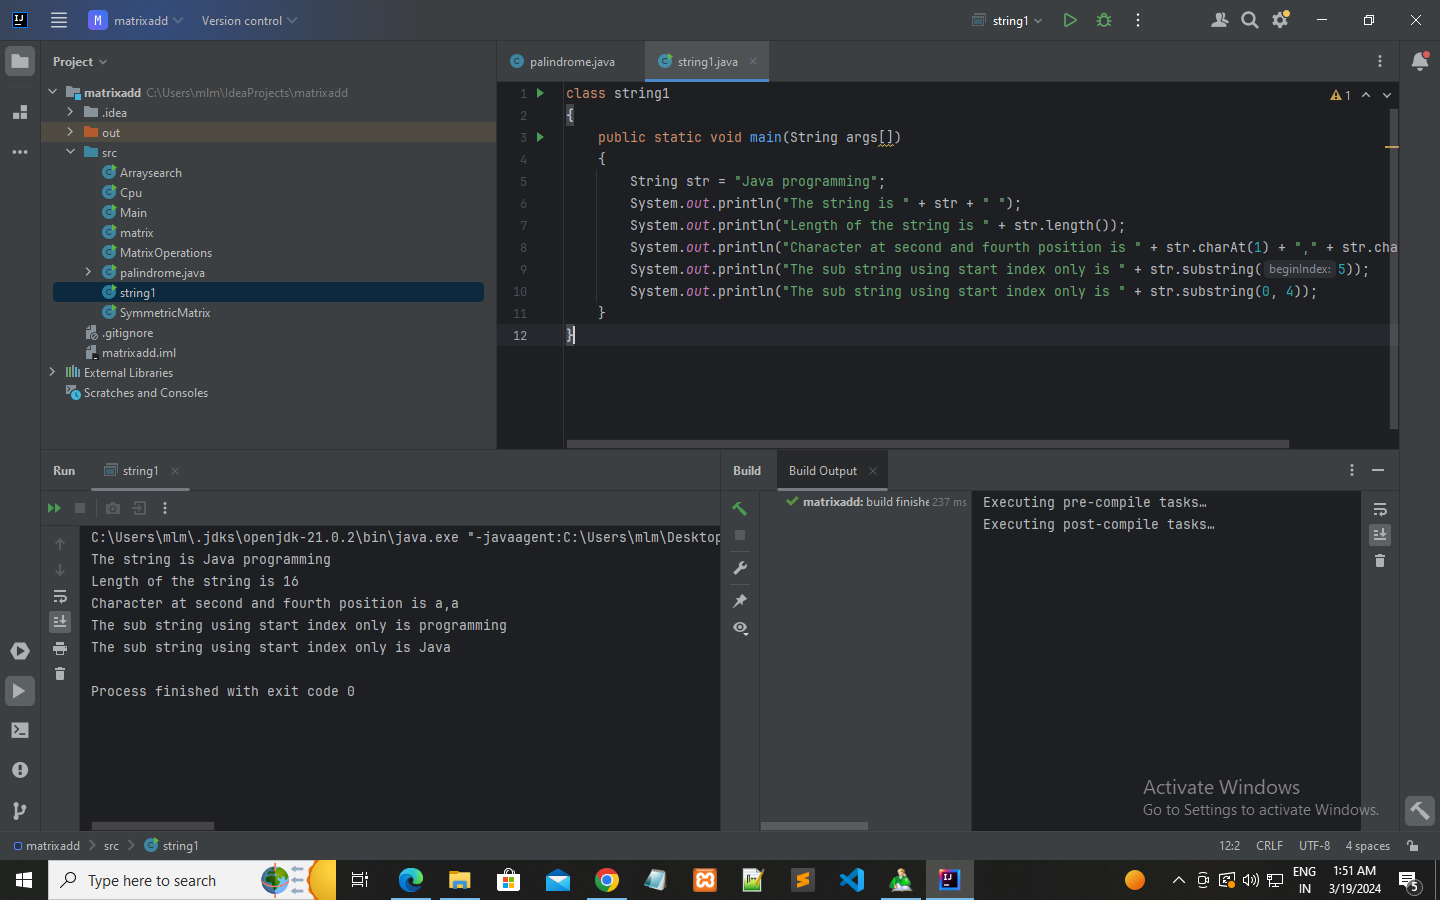 M matrixadd Version control string1
Project palindrome.java string1.java
matrixadd C:\Users\mlm\IdeaProjects\matrixadd
.idea
out
src
Arraysearch
Cpu
Main
matrix
MatrixOperations
palindrome.java
string1
SymmetricMatrix
.gitignore
matrixadd.iml
External Libraries
Scratches and Consoles
1 class string1
2 {
3 public static void main(String args[])
4 {
5 String str = "Java programming";
6 System.out.println("The string is " + str + " ");
7 System.out.println("Length of the string is " + str.length());
8 System.out.println("Character at second and fourth position is " + str.charAt(1) + "," + str.cha
9 System.out.println("The sub string using start index only is " + str.substring( beginIndex: 5));
10 System.out.println("The sub string using start index only is " + str.substring(0, 4));
11 }
12 }
1
Run string1
C:\Users\mlm\.jdks\openjdk-21.0.2\bin\java.exe "-javaagent:C:\Users\mlm\Desktop
The string is Java programming
Length of the string is 16
Character at second and fourth position is a,a
The sub string using start index only is programming
The sub string using start index only is Java
Process finished with exit code 0
Build Build Output
matrixadd: build finishe 237 ms
Executing pre-compile tasks…
Executing post-compile tasks…
Activate Windows
Go to Settings to activate Windows.
matrixadd src string1 12:2 CRLF UTF-8 4 spaces
Type here to search
ENG
IN
1:51 AM
3/19/2024
5